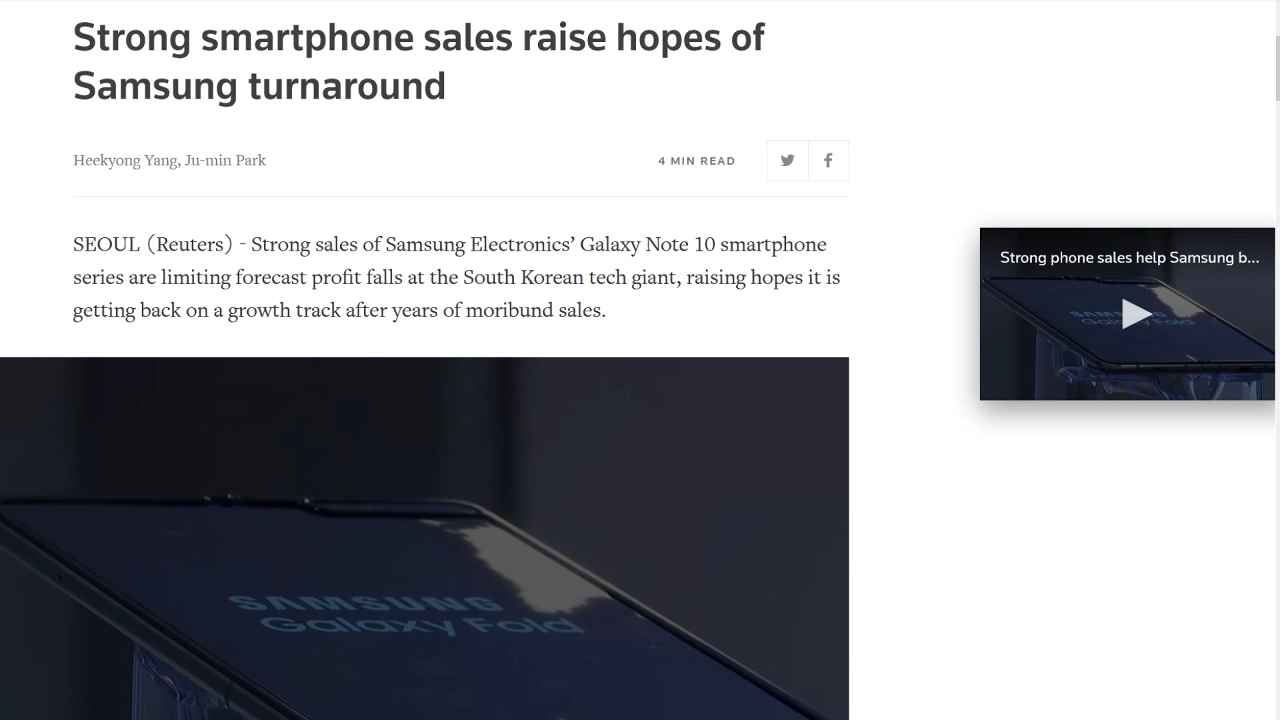 Strong smartphone sales raise hopes of
Samsung turnaround
Heekyong Yang, Ju-min Park
4 MIN READ
SEOUL (Reuters) - Strong sales of Samsung Electronics’ Galaxy Note 10 smartphone
series are limiting forecast profit falls at the South Korean tech giant, raising hopes it is
getting back on a growth track after years of moribund sales.
Strong phone sales help Samsung b...
SAMSUNG
Galaxy Fold
SAMSUNG
Galaxy Fold